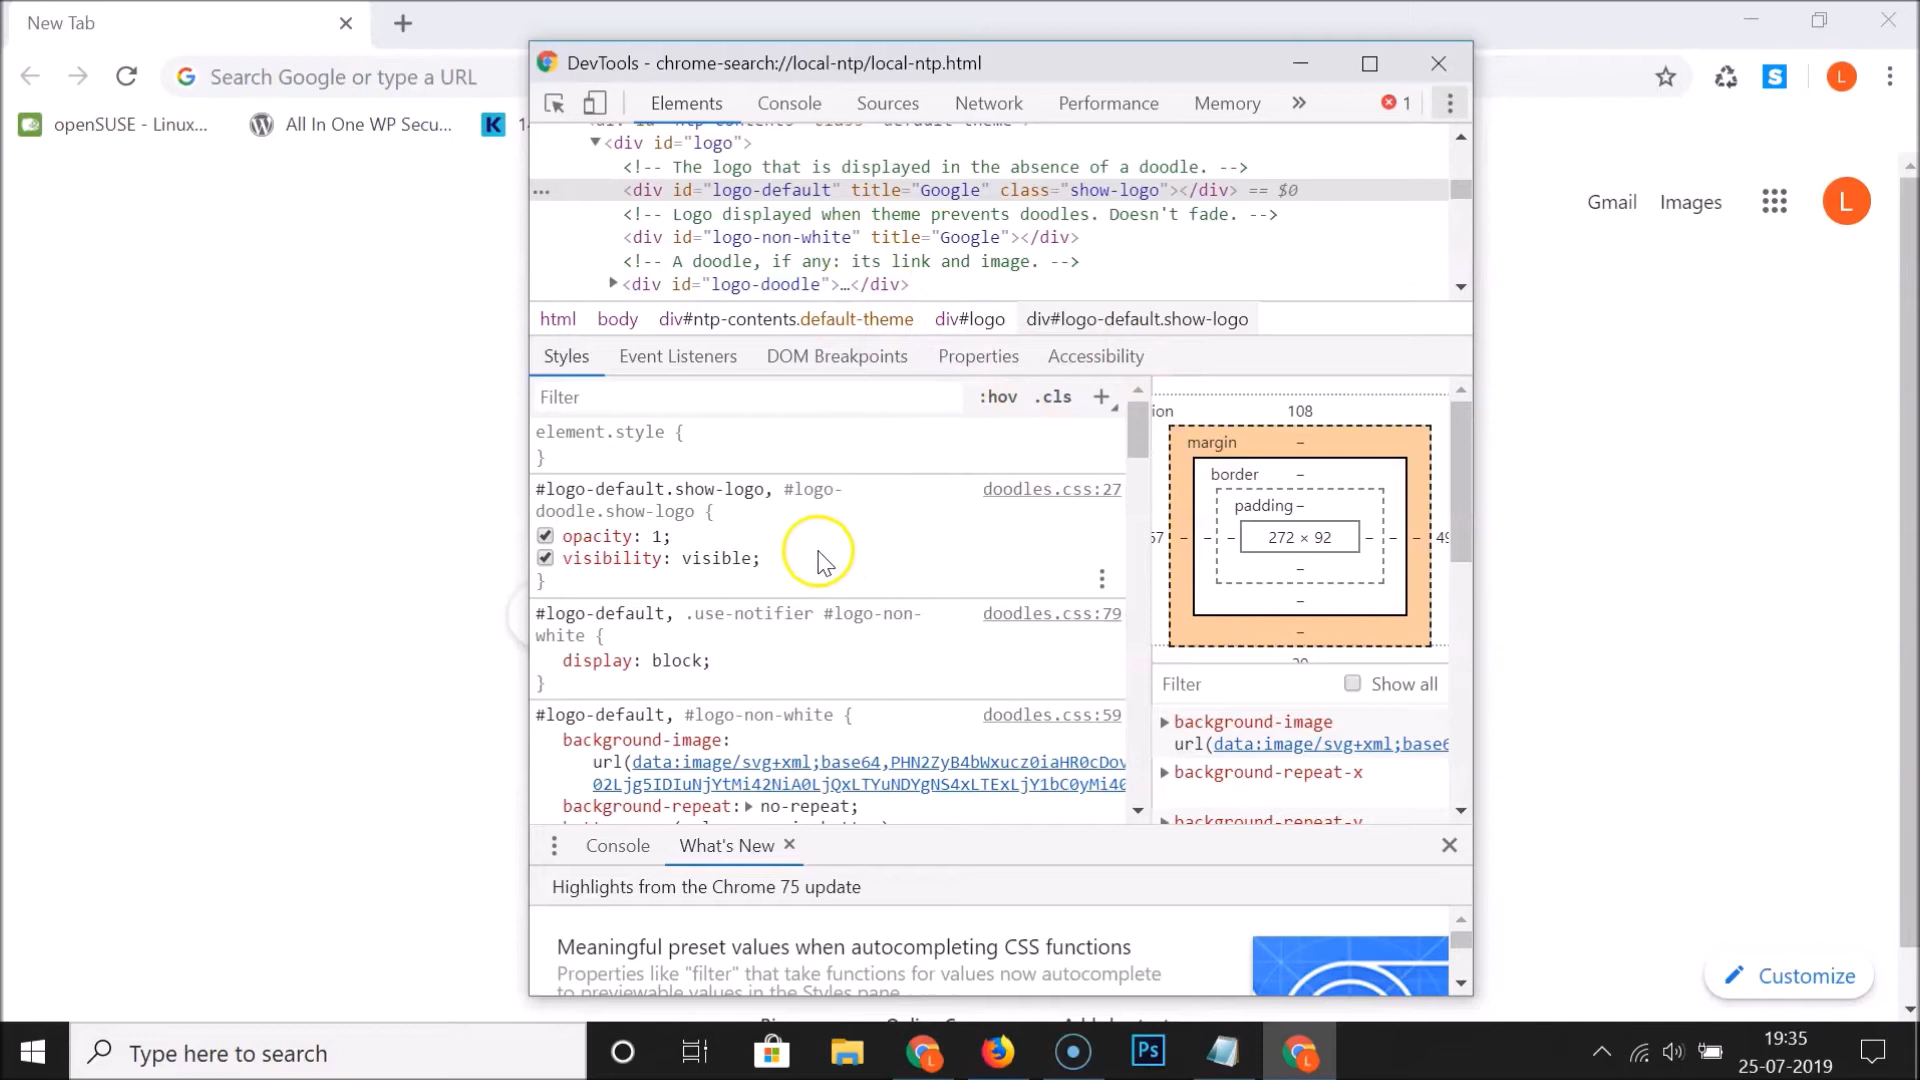 New Tab
Search Google or type a URL
openSUSE - Linux...
All In One WP Secu...
K
S
L
DevTools - chrome-search://local-ntp/local-ntp.html
Elements
Console
Sources
Network
Performance
Memory
1
<div id="logo">
<!-- The logo that is displayed in the absence of a doodle. -->
<div id="logo-default" title="Google" class="show-logo"></div> == $0
<!-- Logo displayed when theme prevents doodles. Doesn't fade. -->
<div id="logo-non-white" title="Google"></div>
<!-- A doodle, if any: its link and image. -->
<div id="logo-doodle">…</div>
html body div#ntp-contents.default-theme div#logo div#logo-default.show-logo
Styles Event Listeners DOM Breakpoints Properties Accessibility
Filter
:hov .cls +
element.style {
}
#logo-default.show-logo, #logo-
doodles.css:27
doodle.show-logo {
opacity: 1;
visibility: visible;
}
#logo-default, .use-notifier #logo-non-
doodles.css:79
white {
display: block;
}
#logo-default, #logo-non-white {
doodles.css:59
background-image:
background-repeat: no-repeat;
108
margin –
border –
padding –
272 × 92
Filter
Show all
background-image
url(data:image/svg+xml;base6
background-repeat-x
background-repeat-y
Console
What's New
Highlights from the Chrome 75 update
Meaningful preset values when autocompleting CSS functions
Properties like "filter" that take functions for values now autocomplete
to previewable values in the Styles pane.
Gmail
Images
L
Customize
Type here to search
Ps
19:35
25-07-2019